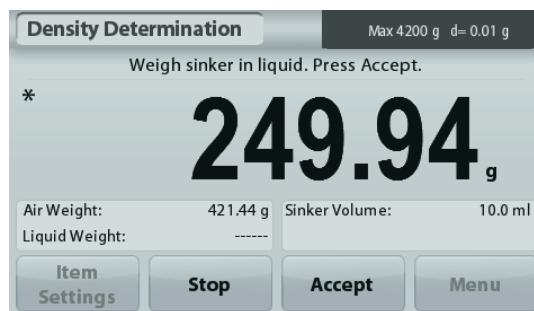 Density Determination Max 4200 g d= 0.01 g
Weigh sinker in liquid. Press Accept.
* 249.94 g
Air Weight: 421.44 g Sinker Volume: 10.0 ml
Liquid Weight: ------
Item Settings Stop Accept Menu